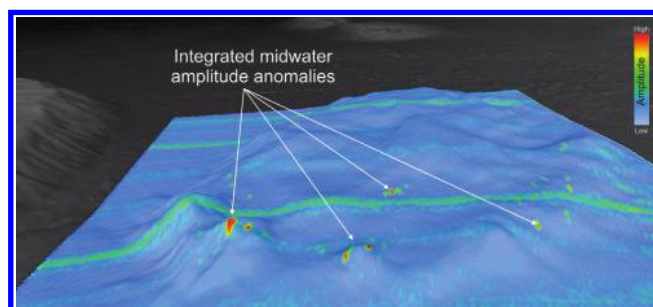 Integrated midwater
amplitude anomalies
High
Amplitude
Low